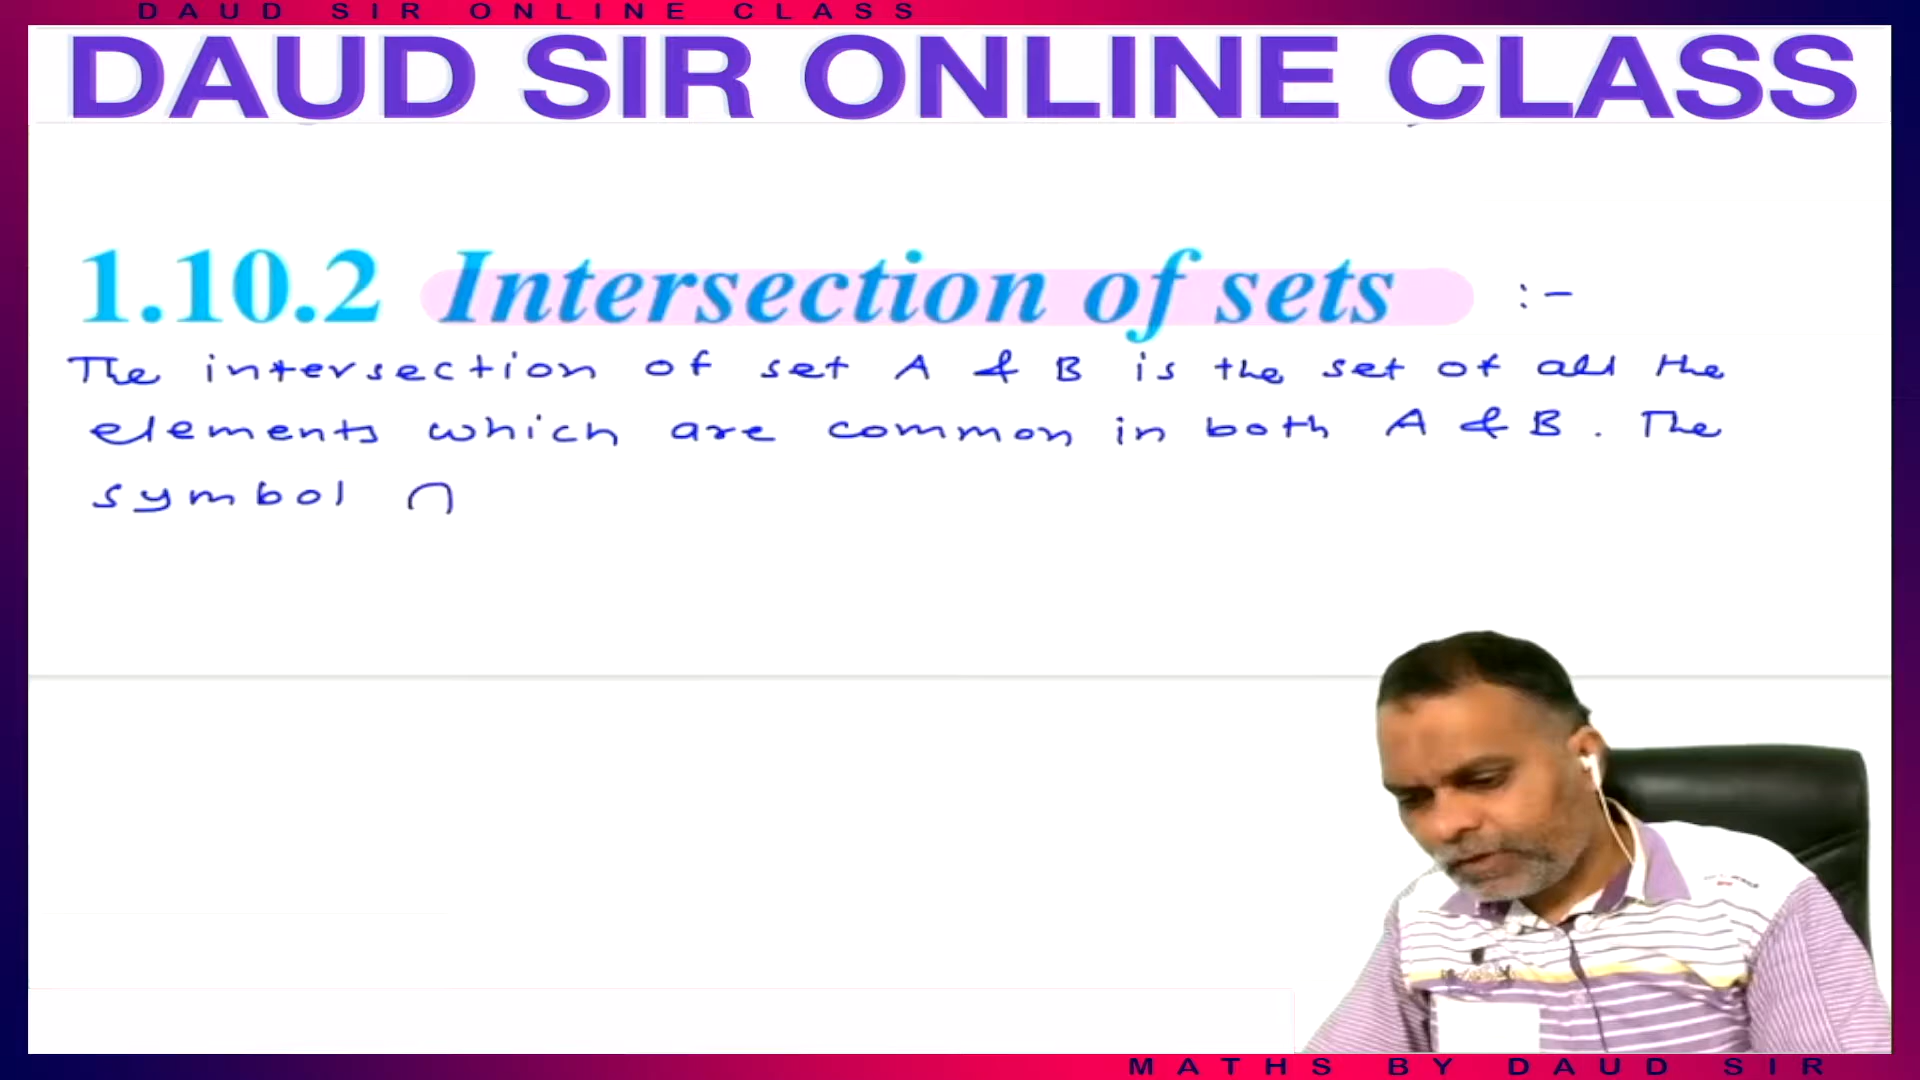 DAUD SIR ONLINE CLASS
DAUD SIR ONLINE CLASS
1.10.2 Intersection of sets :-
The intersection of set A & B is the set of all the
elements which are common in both A & B. The
symbol ∩
MATHS BY DAUD SIR